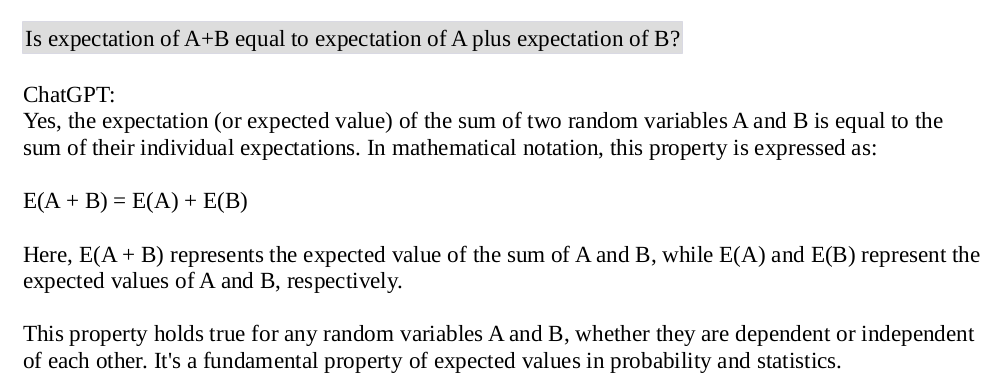 Is expectation of A+B equal to expectation of A plus expectation of B?
ChatGPT:
Yes, the expectation (or expected value) of the sum of two random variables A and B is equal to the
sum of their individual expectations. In mathematical notation, this property is expressed as:
E(A + B) = E(A) + E(B)
Here, E(A + B) represents the expected value of the sum of A and B, while E(A) and E(B) represent the
expected values of A and B, respectively.
This property holds true for any random variables A and B, whether they are dependent or independent
of each other. It's a fundamental property of expected values in probability and statistics.